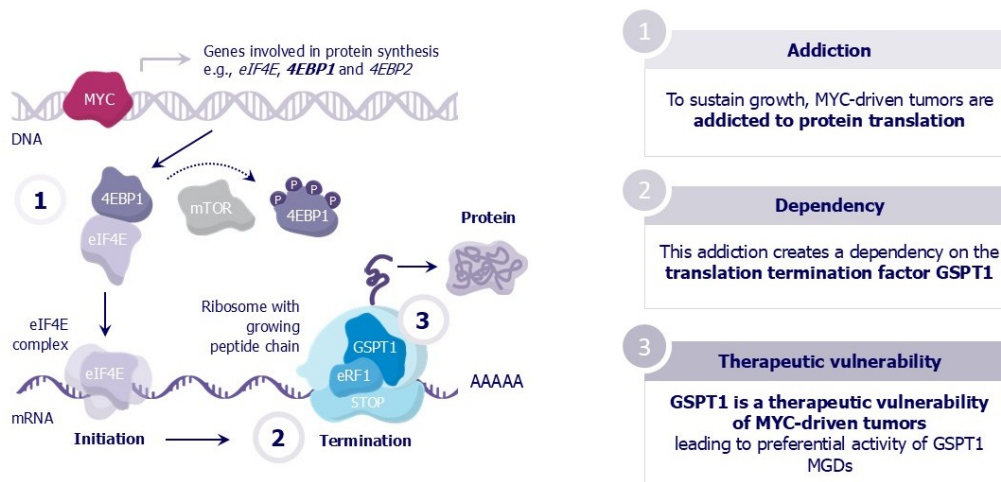 Genes involved in protein synthesis
e.g., eIF4E, 4EBP1 and 4EBP2
MYC
DNA
1
4EBP1
eIF4E
mTOR
P
P
P
P
4EBP1
Protein
eIF4E
complex
Ribosome with
growing
peptide chain
3
GSPT1
eRF1
STOP
eIF4E
AAAAA
mRNA
Initiation
2
Termination
1
Addiction
To sustain growth, MYC-driven tumors are
addicted to protein translation
2
Dependency
This addiction creates a dependency on the
translation termination factor GSPT1
3
Therapeutic vulnerability
GSPT1 is a therapeutic vulnerability
of MYC-driven tumors
leading to preferential activity of GSPT1
MGDs